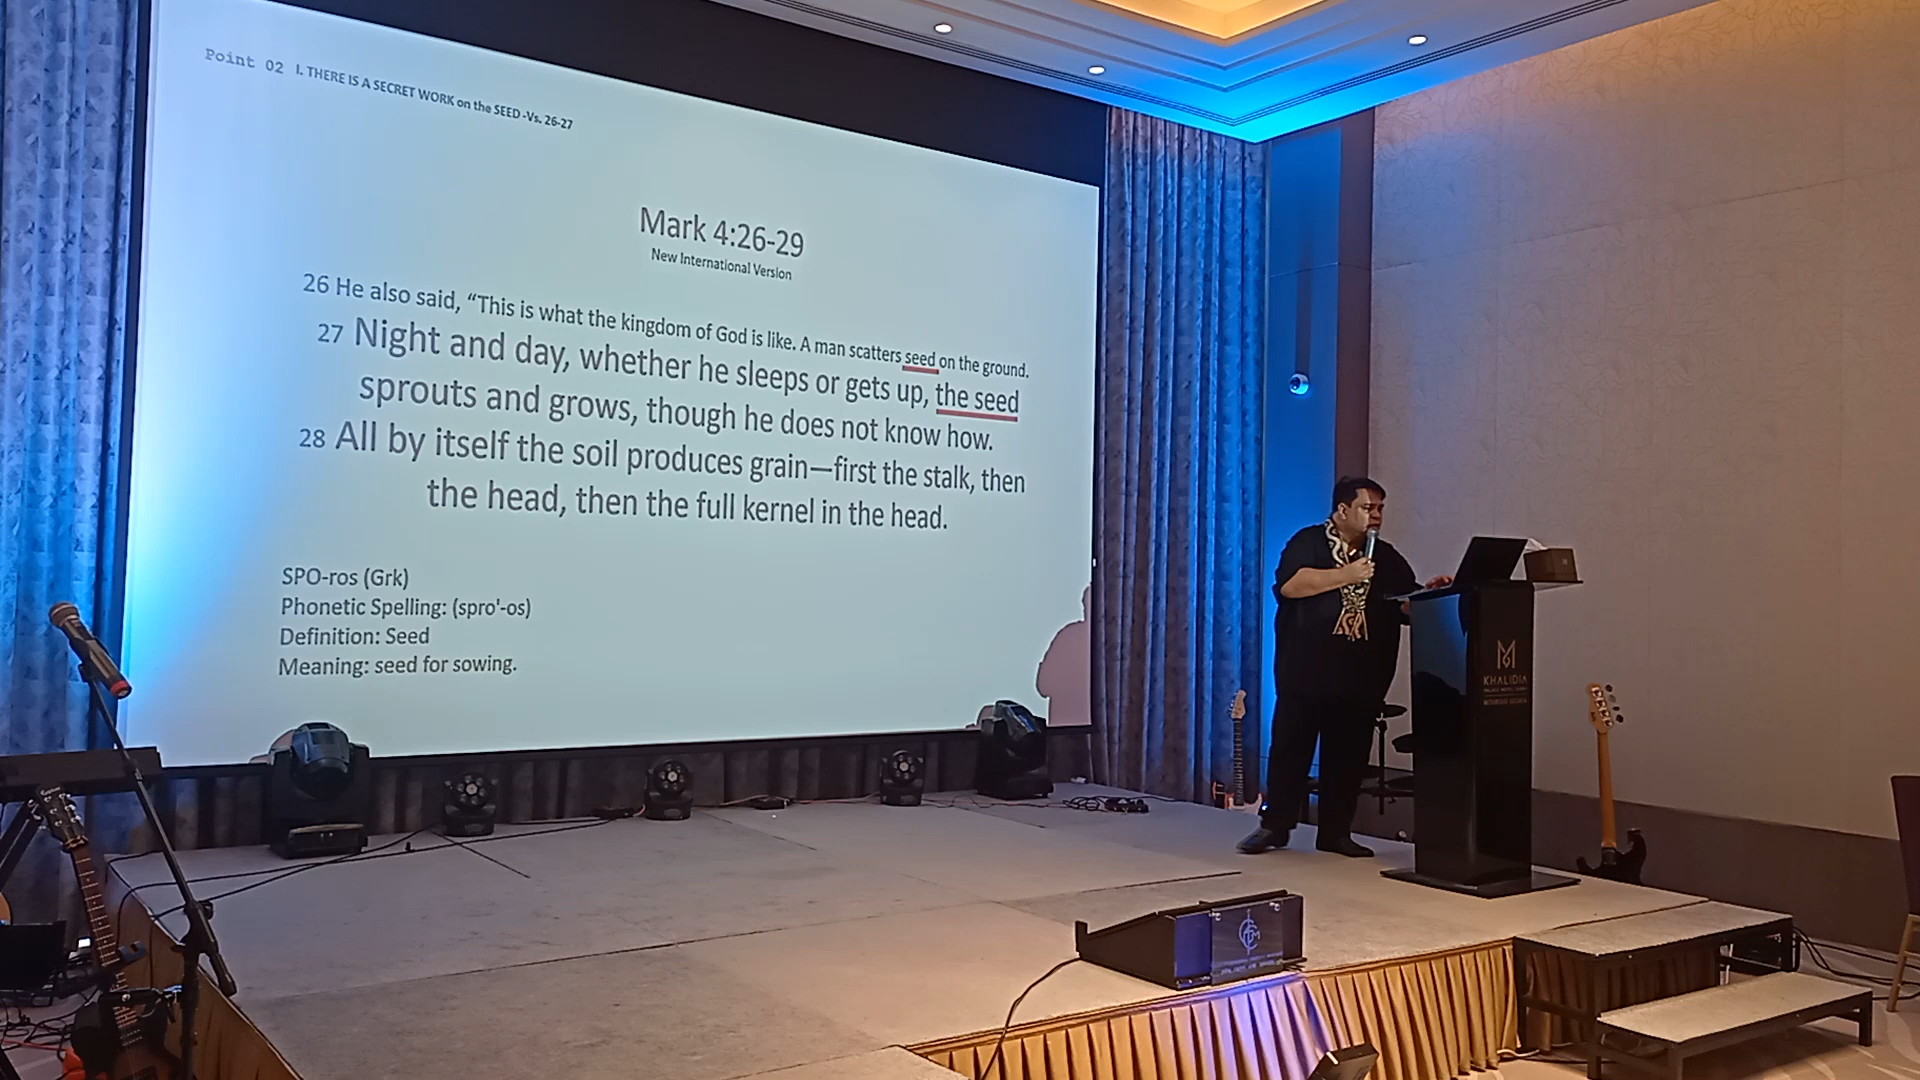 Point 02 I. THERE IS A SECRET WORK on the SEED -Vs. 26-27
Mark 4:26-29
New International Version
26 He also said, “This is what the kingdom of God is like. A man scatters seed on the ground.
27 Night and day, whether he sleeps or gets up, the seed
sprouts and grows, though he does not know how.
28 All by itself the soil produces grain—first the stalk, then
the head, then the full kernel in the head.
SPO-ros (Grk)
Phonetic Spelling: (spro'-os)
Definition: Seed
Meaning: seed for sowing.
KHALIDIA